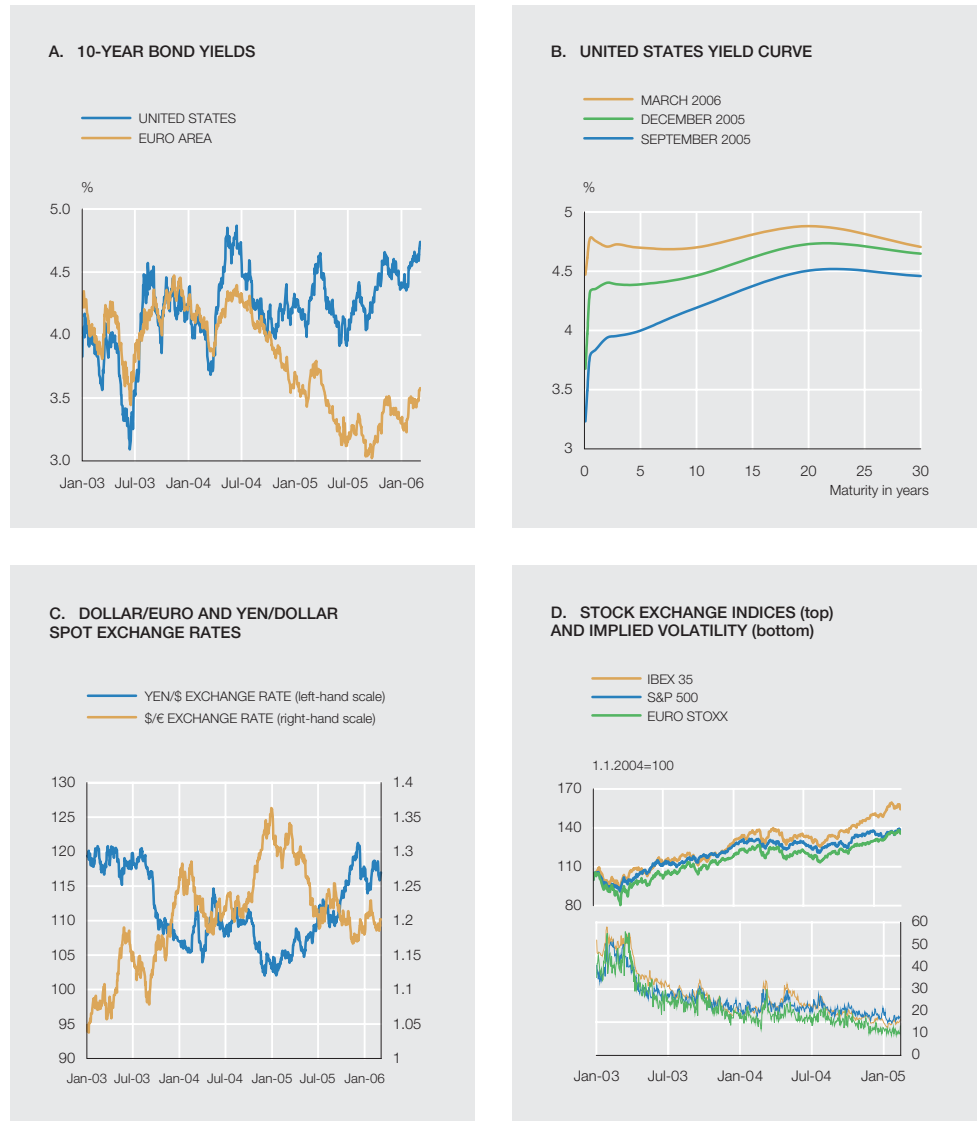 A. 10-YEAR BOND YIELDS
UNITED STATES
EURO AREA
%
5.0
4.5
4.0
3.5
3.0
Jan-03 Jul-03 Jan-04 Jul-04 Jan-05 Jul-05 Jan-06
B. UNITED STATES YIELD CURVE
MARCH 2006
DECEMBER 2005
SEPTEMBER 2005
%
5
4.5
4
3.5
3
0 5 10 15 20 25 30
Maturity in years
C. DOLLAR/EURO AND YEN/DOLLAR
SPOT EXCHANGE RATES
YEN/$ EXCHANGE RATE (left-hand scale)
$/€ EXCHANGE RATE (right-hand scale)
130 1.4
125 1.35
120 1.3
115 1.25
110 1.2
105 1.15
100 1.1
95 1.05
90 1
Jan-03 Jul-03 Jan-04 Jul-04 Jan-05 Jul-05 Jan-06
D. STOCK EXCHANGE INDICES (top)
AND IMPLIED VOLATILITY (bottom)
IBEX 35
S&P 500
EURO STOXX
1.1.2004=100
170
140
110
80
60
50
40
30
20
10
0
Jan-03 Jul-03 Jan-04 Jul-04 Jan-05